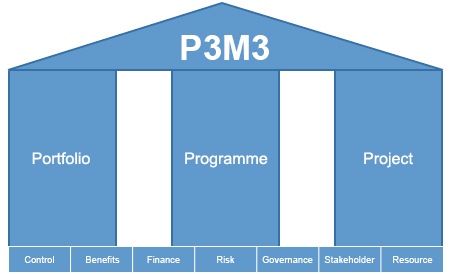 P3M3
Portfolio
Programme
Project
Control
Benefits
Finance
Risk
Governance
Stakeholder
Resource